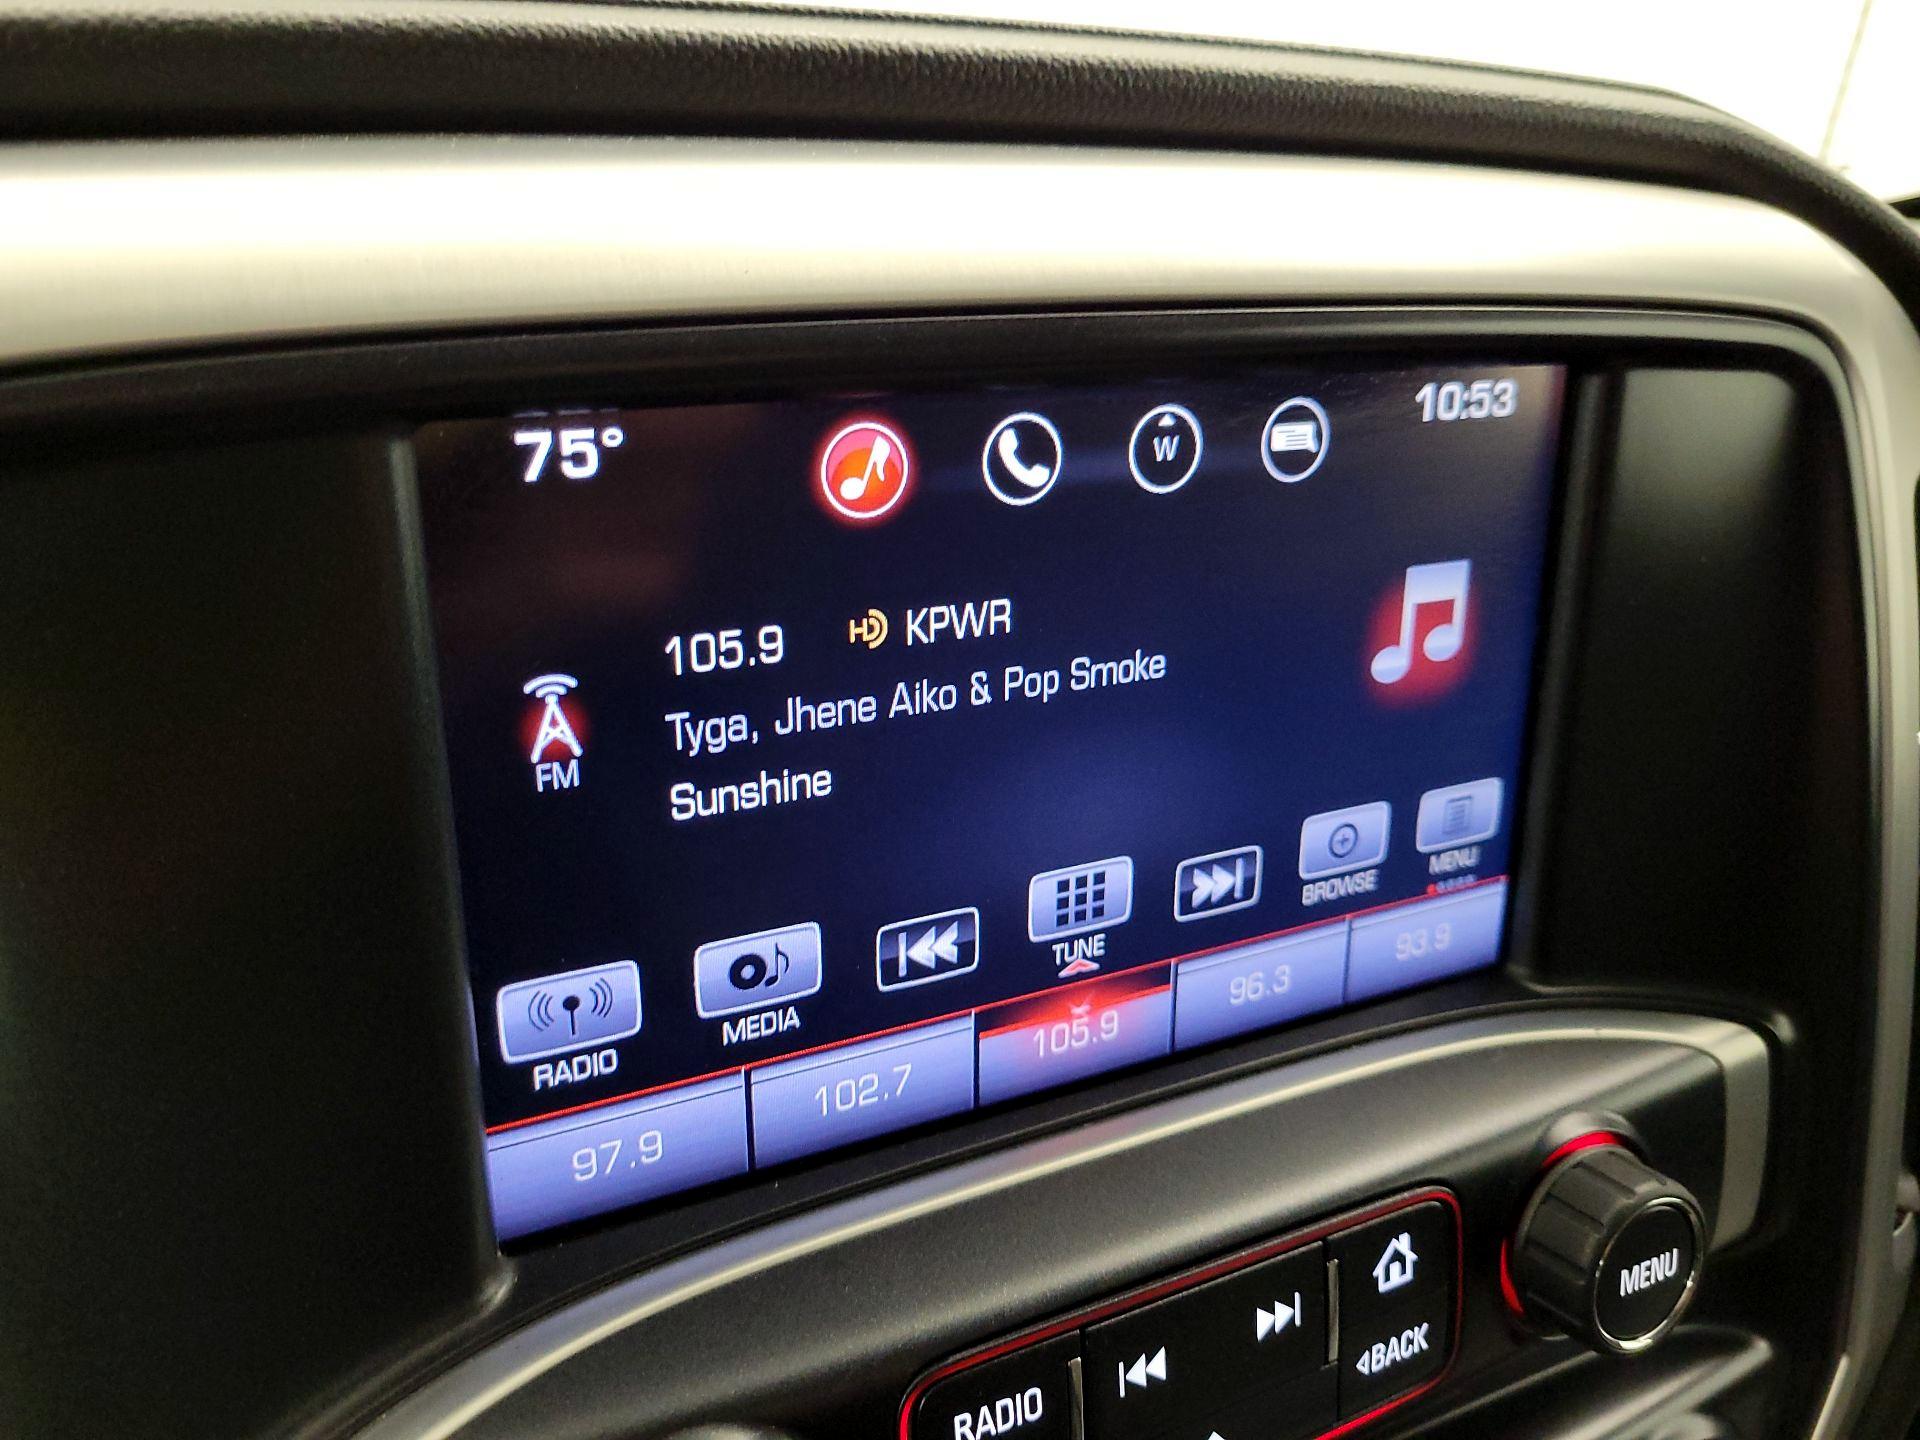 75° W 10:53
105.9 HD KPWR
Tyga, Jhene Aiko & Pop Smoke
Sunshine
FM
RADIO MEDIA TUNE BROWSE MENU
97.9 102.7 105.9 96.3 93.9
RADIO
BACK
MENU